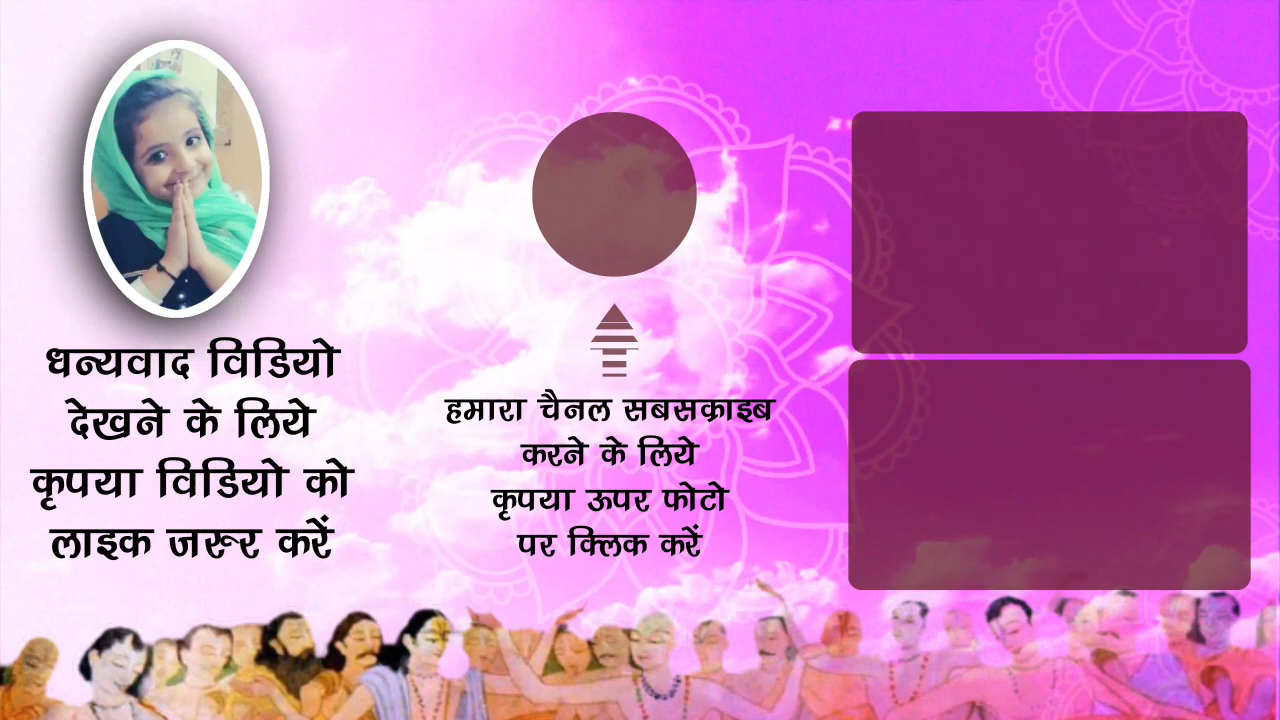 धन्यवाद विडियो
देखने के लिये
कृपया विडियो को
लाइक जरूर करें
हमारा चैनल सबसक्राइब
करने के लिये
कृपया ऊपर फोटो
पर क्लिक करें